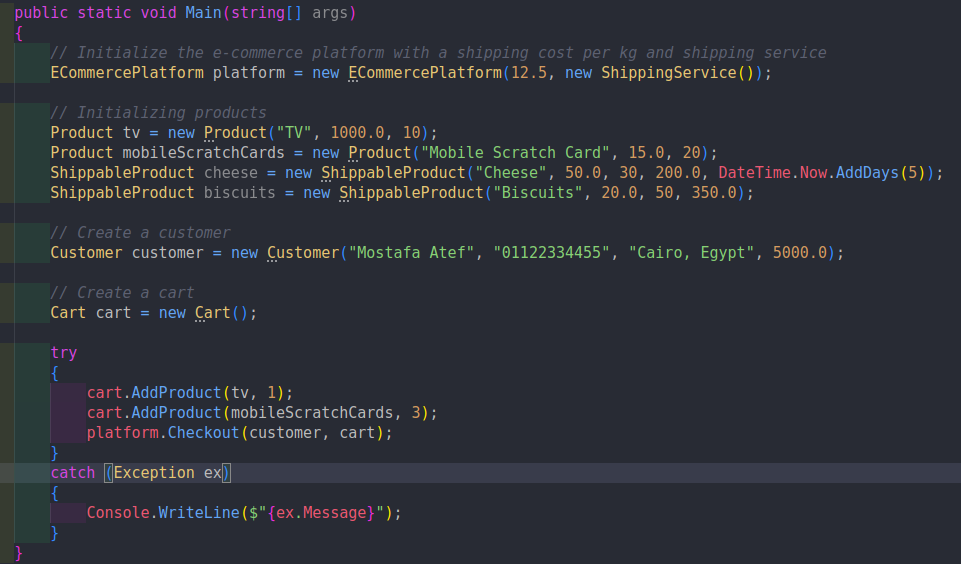 public static void Main(string[] args)
{
    // Initialize the e-commerce platform with a shipping cost per kg and shipping service
    ECommercePlatform platform = new ECommercePlatform(12.5, new ShippingService());

    // Initializing products
    Product tv = new Product("TV", 1000.0, 10);
    Product mobileScratchCards = new Product("Mobile Scratch Card", 15.0, 20);
    ShippableProduct cheese = new ShippableProduct("Cheese", 50.0, 30, 200.0, DateTime.Now.AddDays(5));
    ShippableProduct biscuits = new ShippableProduct("Biscuits", 20.0, 50, 350.0);

    // Create a customer
    Customer customer = new Customer("Mostafa Atef", "01122334455", "Cairo, Egypt", 5000.0);

    // Create a cart
    Cart cart = new Cart();

    try
    {
        cart.AddProduct(tv, 1);
        cart.AddProduct(mobileScratchCards, 3);
        platform.Checkout(customer, cart);
    }
    catch (Exception ex)
    {
        Console.WriteLine($"{ex.Message}");
    }
}